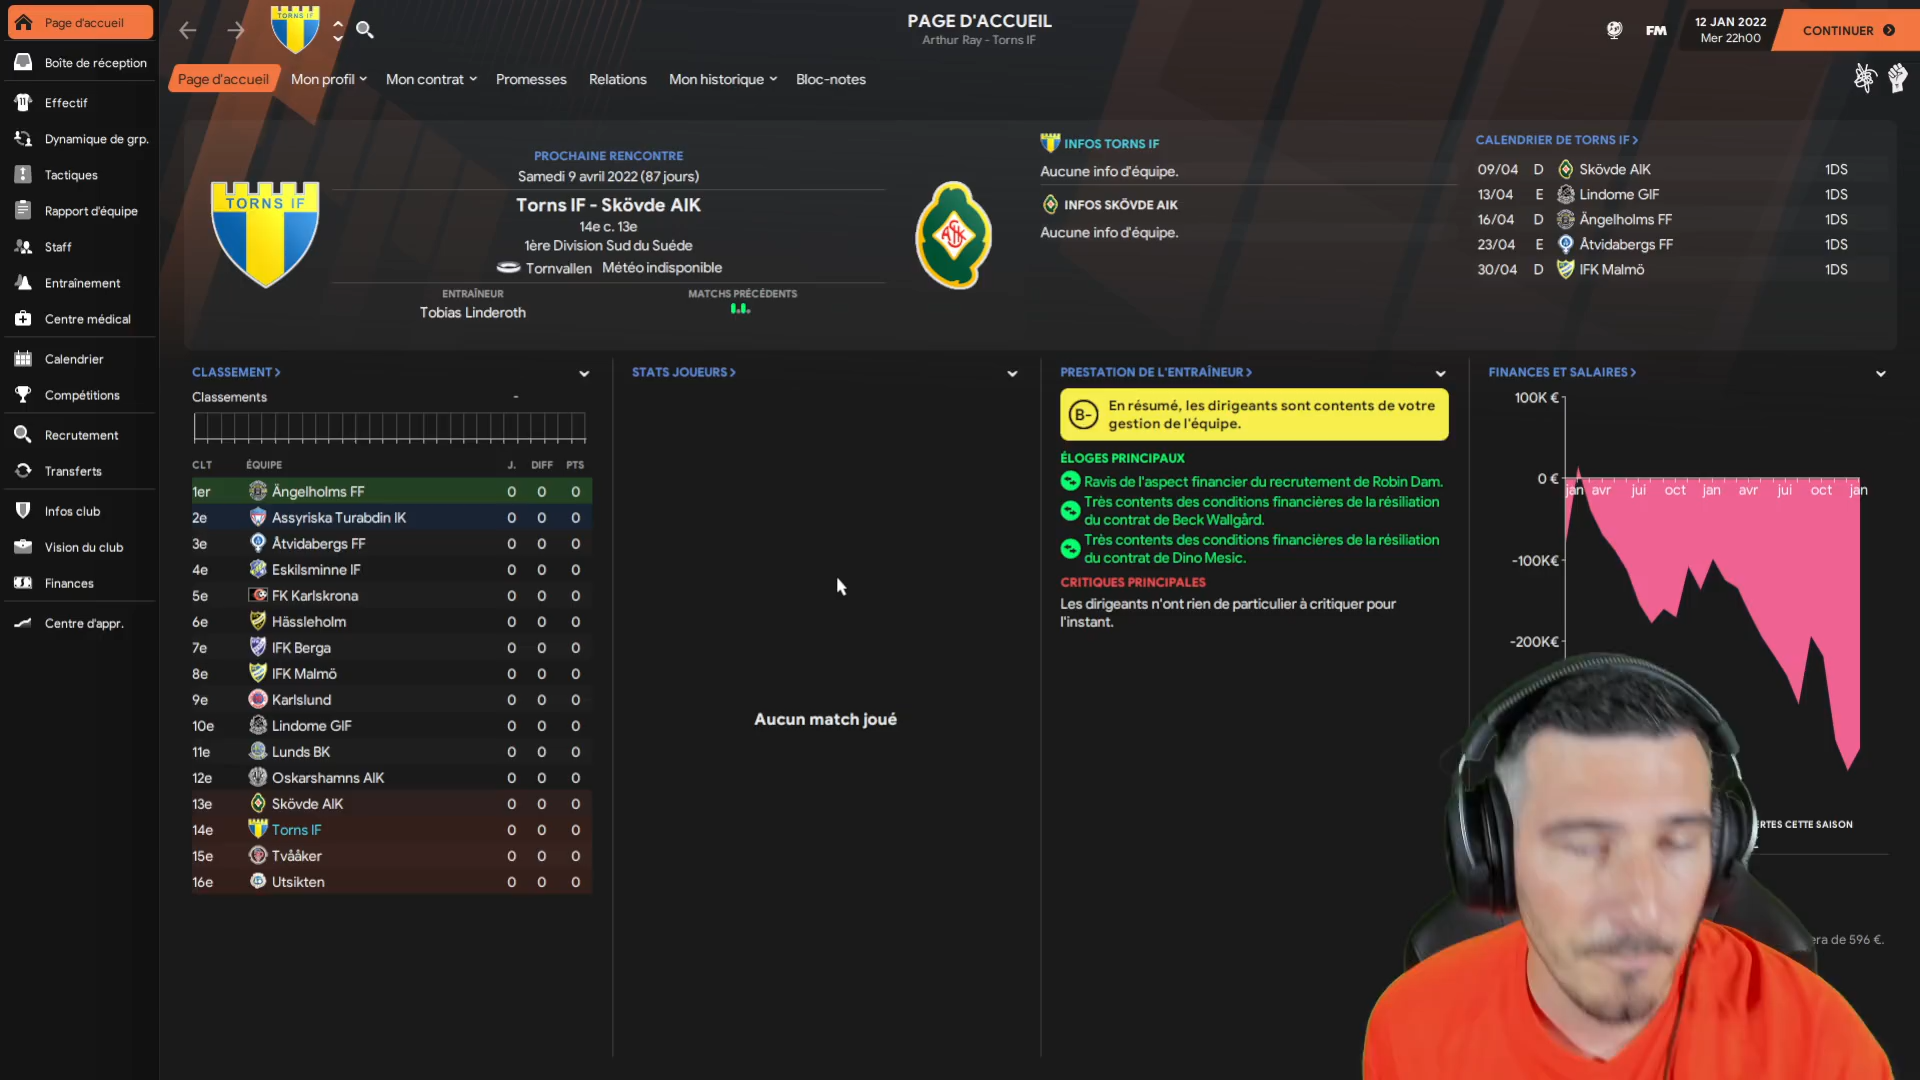 Page d'accueil
Boîte de réception
Effectif
Dynamique de grp.
Tactiques
Rapport d'équipe
Staff
Entraînement
Centre médical
Calendrier
Compétitions
Recrutement
Transferts
Infos club
Vision du club
Finances
Centre d'appr.
TORNS IF
PAGE D'ACCUEIL
Arthur Ray - Torns IF
FM
12 JAN 2022
Mer 22h00
CONTINUER
Page d'accueil
Mon profil
Mon contrat
Promesses
Relations
Mon historique
Bloc-notes
TORNS IF
PROCHAINE RENCONTRE
Samedi 9 avril 2022 (87 jours)
Torns IF - Skövde AIK
14e c. 13e
1ère Division Sud du Suéde
Tornvallen Météo indisponible
ENTRAÎNEUR
Tobias Linderoth
MATCHS PRÉCÉDENTS
INFOS TORNS IF
Aucune info d'équipe.
INFOS SKÖVDE AIK
Aucune info d'équipe.
CALENDRIER DE TORNS IF >
09/04 D Skövde AIK 1DS
13/04 E Lindome GIF 1DS
16/04 D Ängelholms FF 1DS
23/04 E Åtvidabergs FF 1DS
30/04 D IFK Malmö 1DS
CLASSEMENT >
Classements -
CLT ÉQUIPE J. DIFF PTS
1er Ängelholms FF 0 0 0
2e Assyriska Turabdin IK 0 0 0
3e Åtvidabergs FF 0 0 0
4e Eskilsminne IF 0 0 0
5e FK Karlskrona 0 0 0
6e Hässleholm 0 0 0
7e IFK Berga 0 0 0
8e IFK Malmö 0 0 0
9e Karlslund 0 0 0
10e Lindome GIF 0 0 0
11e Lunds BK 0 0 0
12e Oskarshamns AIK 0 0 0
13e Skövde AIK 0 0 0
14e Torns IF 0 0 0
15e Tvååker 0 0 0
16e Utsikten 0 0 0
STATS JOUEURS >
Aucun match joué
PRESTATION DE L'ENTRAÎNEUR >
B-
En résumé, les dirigeants sont contents de votre
gestion de l'équipe.
ÉLOGES PRINCIPAUX
Ravis de l'aspect financier du recrutement de Robin Dam.
Très contents des conditions financières de la résiliation
du contrat de Beck Wallgård.
Très contents des conditions financières de la résiliation
du contrat de Dino Mesic.
CRITIQUES PRINCIPALES
Les dirigeants n'ont rien de particulier à critiquer pour
l'instant.
FINANCES ET SALAIRES >
100K €
0 €
jan avr jui oct jan avr jui oct jan
-100K€
-200K€
ERTES CETTE SAISON
era de 596 €.